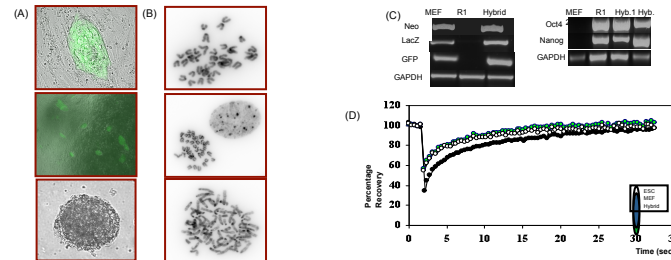 (A)
(B)
(C)
MEF R1 Hybrid
Neo
LacZ
GFP
GAPDH
MEF R1 Hyb.1 Hyb.
Oct4
Nanog
GAPDH
(D)
Percentage
Recovery
120
100
80
60
40
20
0
0 5 10 15 20 25 30
Time (sec
ESC
MEF
Hybrid